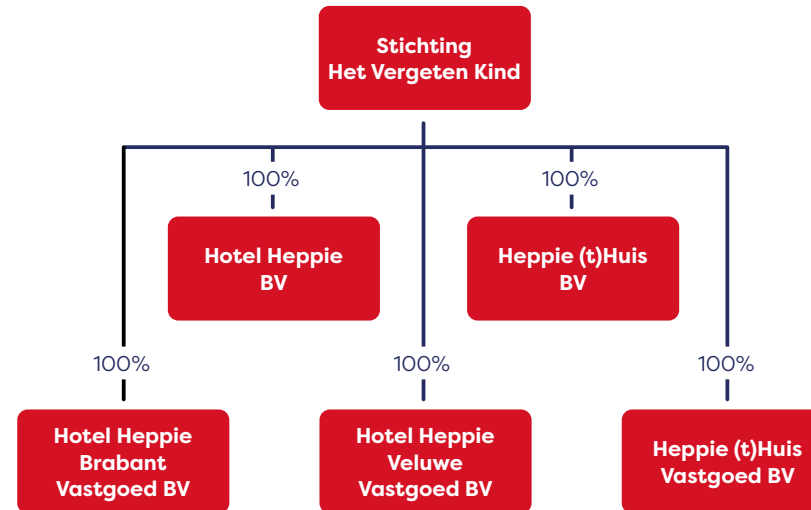 Stichting
Het Vergeten Kind
100%
100%
Hotel Heppie
BV
Heppie (t)Huis
BV
100%
100%
100%
Hotel Heppie
Brabant
Vastgoed BV
Hotel Heppie
Veluwe
Vastgoed BV
Heppie (t)Huis
Vastgoed BV